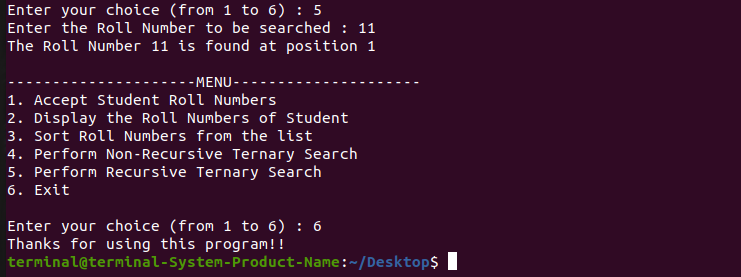 Enter your choice (from 1 to 6) : 5
Enter the Roll Number to be searched : 11
The Roll Number 11 is found at position 1
---------------------MENU---------------------
1. Accept Student Roll Numbers
2. Display the Roll Numbers of Student
3. Sort Roll Numbers from the list
4. Perform Non-Recursive Ternary Search
5. Perform Recursive Ternary Search
6. Exit
Enter your choice (from 1 to 6) : 6
Thanks for using this program!!
terminal@terminal-System-Product-Name:~/Desktop$